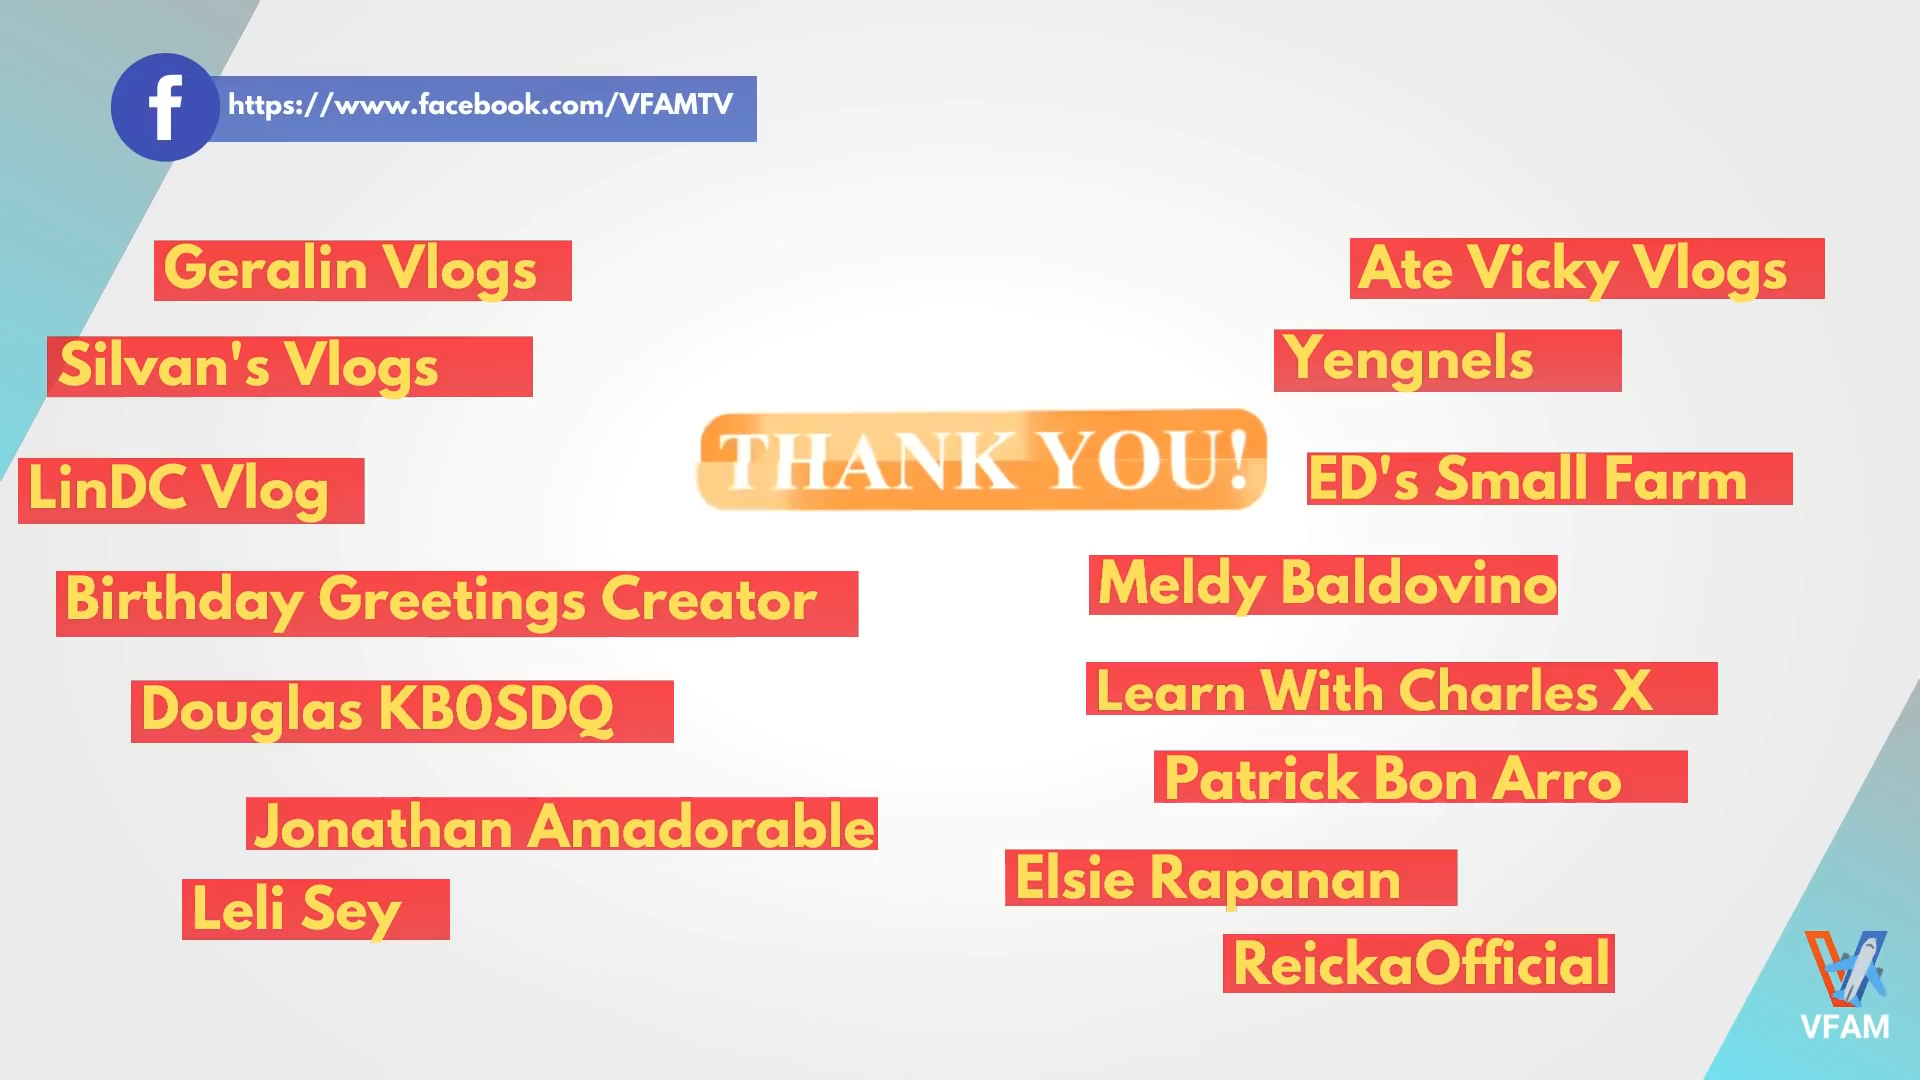 https://www.facebook.com/VFAMTV
Geralin Vlogs
Silvan's Vlogs
LinDC Vlog
Birthday Greetings Creator
Douglas KB0SDQ
Jonathan Amadorable
Leli Sey
THANK YOU!
Ate Vicky Vlogs
Yengnels
ED's Small Farm
Meldy Baldovino
Learn With Charles X
Patrick Bon Arro
Elsie Rapanan
ReickaOfficial
VFAM